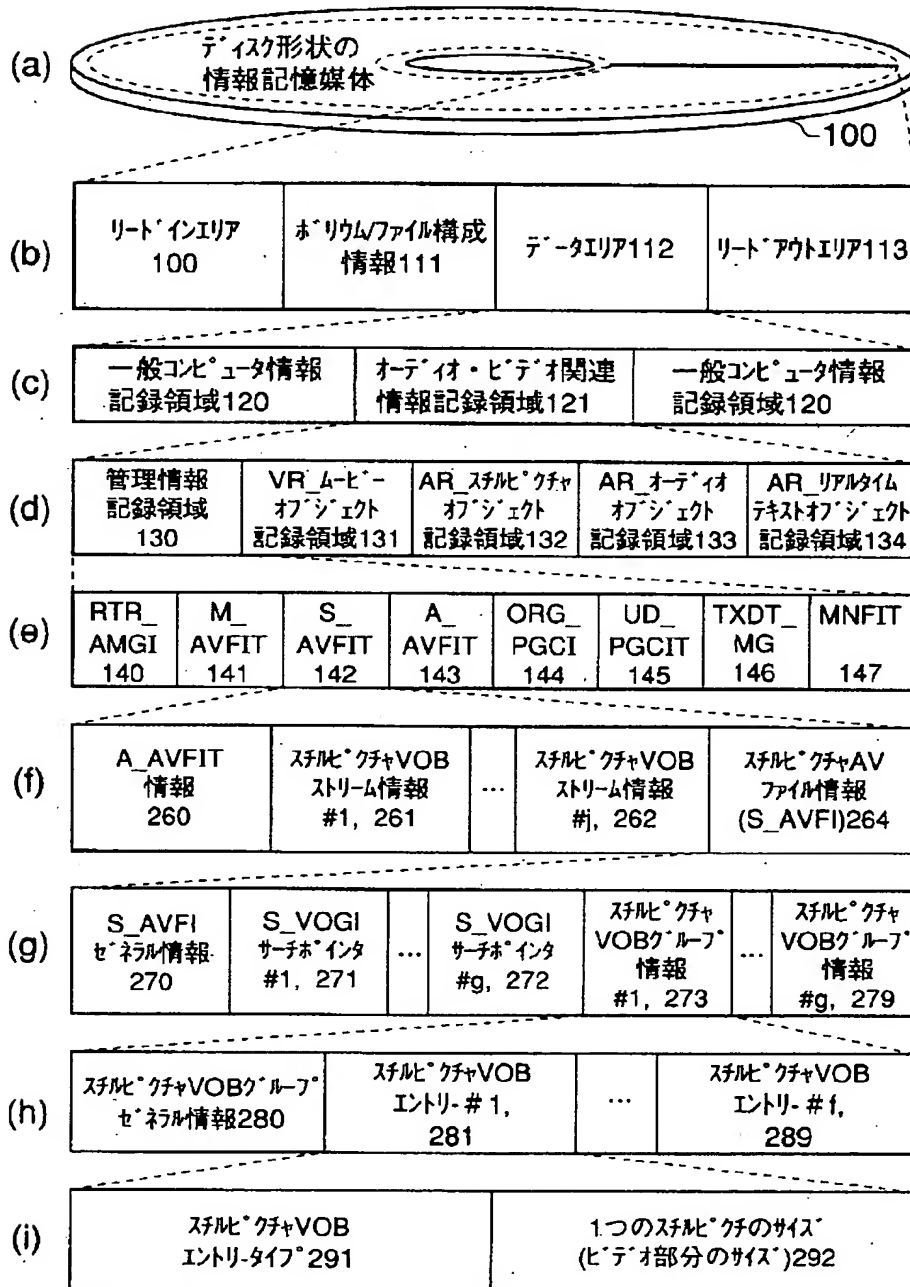 (a)
ディスク形状の
情報記憶媒体
100
(b)
リードインエリア
100
ボリウム/ファイル構成
情報111
データエリア112
リードアウトエリア113
(c)
一般コンピュータ情報
記録領域120
オーディオ・ビデオ関連
情報記録領域121
一般コンピュータ情報
記録領域120
(d)
管理情報
記録領域
130
VR_ムービー
オブジェクト
記録領域131
AR_スチルピクチャ
オブジェクト
記録領域132
AR_オーディオ
オブジェクト
記録領域133
AR_リアルタイム
テキストオブジェクト
記録領域134
(e)
RTR_
AMGI
140
M_
AVFIT
141
S_
AVFIT
142
A_
AVFIT
143
ORG_
PGCI
144
UD_
PGCIT
145
TXDT_
MG
146
MNFIT
147
(f)
A_AVFIT
情報
260
スチルピクチャVOB
ストリーム情報
#1, 261
...
スチルピクチャVOB
ストリーム情報
#j, 262
スチルピクチャAV
ファイル情報
(S_AVFI)264
(g)
S_AVFI
ゼネラル情報
270
S_VOGI
サーチポインタ
#1, 271
...
S_VOGI
サーチポインタ
#g, 272
スチルピクチャ
VOBグループ
情報
#1, 273
...
スチルピクチャ
VOBグループ
情報
#g, 279
(h)
スチルピクチャVOBグループ
ゼネラル情報280
スチルピクチャVOB
エントリ-#1,
281
...
スチルピクチャVOB
エントリ-#f,
289
(i)
スチルピクチャVOB
エントリ-タイプ291
1つのスチルピクチのサイズ
(ビデオ部分のサイズ)292